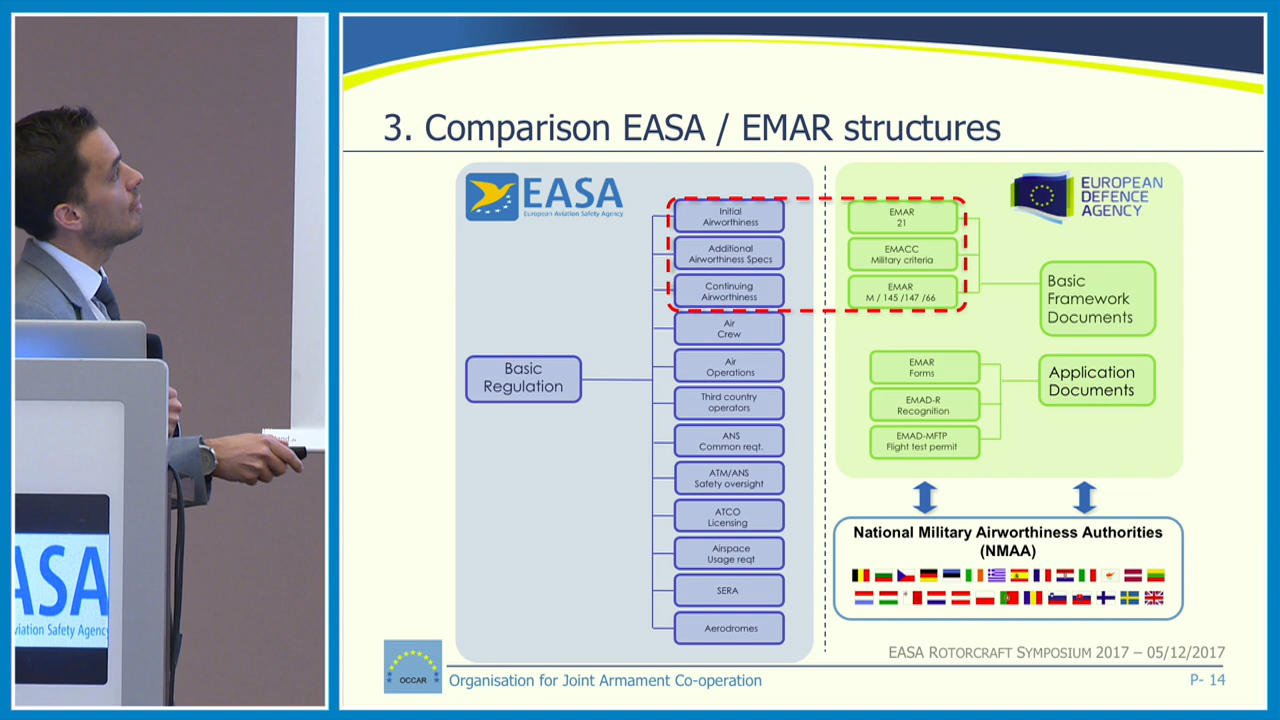 3. Comparison EASA / EMAR structures
EASA
European Aviation Safety Agency
Basic
Regulation
Initial
Airworthiness
Additional
Airworthiness Specs
Continuing
Airworthiness
Air
Crew
Air
Operations
Third country
operators
ANS
Common reqt.
ATM/ANS
Safety oversight
ATCO
Licensing
Airspace
Usage reqt
SERA
Aerodromes
EUROPEAN
DEFENCE
AGENCY
EMAR
21
EMACC
Military criteria
EMAR
M / 145 /147 /66
Basic
Framework
Documents
EMAR
Forms
EMAD-R
Recognition
EMAD-MFTP
Flight test permit
Application
Documents
National Military Airworthiness Authorities
(NMAA)
EASA ROTORCRAFT SYMPOSIUM 2017 – 05/12/2017
OCCAR
Organisation for Joint Armament Co-operation
P- 14
ASA
viation Safety Agency